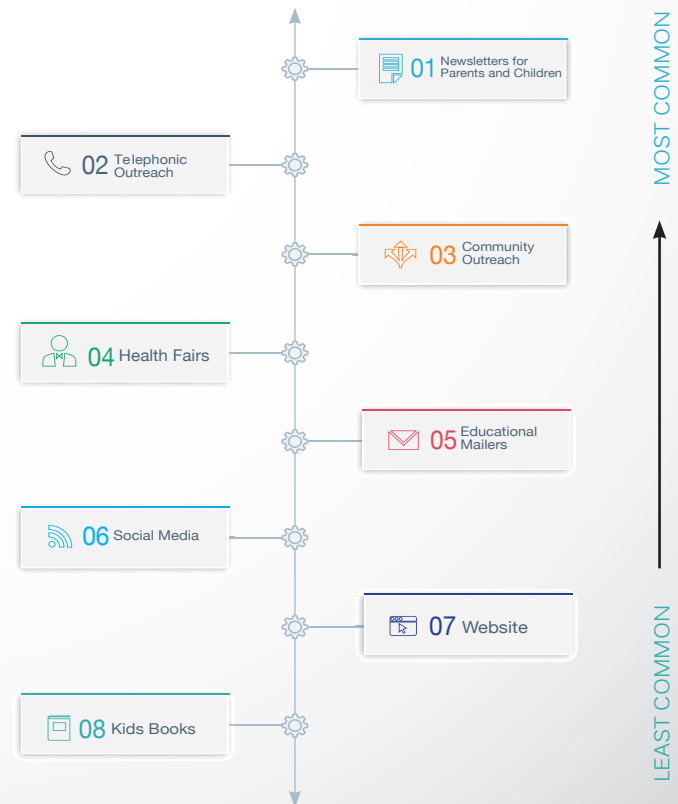 MOST COMMON
01 Newsletters for
Parents and Children
02 Telephonic
Outreach
03 Community
Outreach
04 Health Fairs
05 Educational
Mailers
06 Social Media
07 Website
08 Kids Books
LEAST COMMON